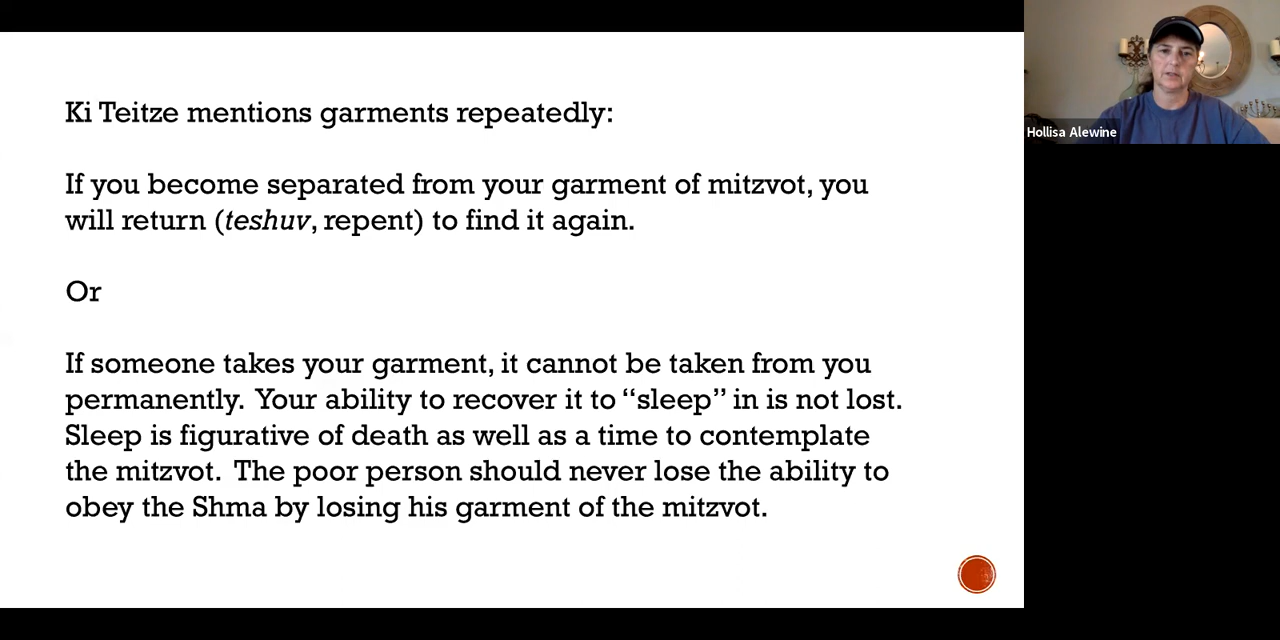 Ki Teitze mentions garments repeatedly:
If you become separated from your garment of mitzvot, you
will return (teshuv, repent) to find it again.
Or
If someone takes your garment, it cannot be taken from you
permanently.  Your ability to recover it to “sleep” in is not lost.
Sleep is figurative of death as well as a time to contemplate
the mitzvot.  The poor person should never lose the ability to
obey the Shma by losing his garment of the mitzvot.
Hollisa Alewine